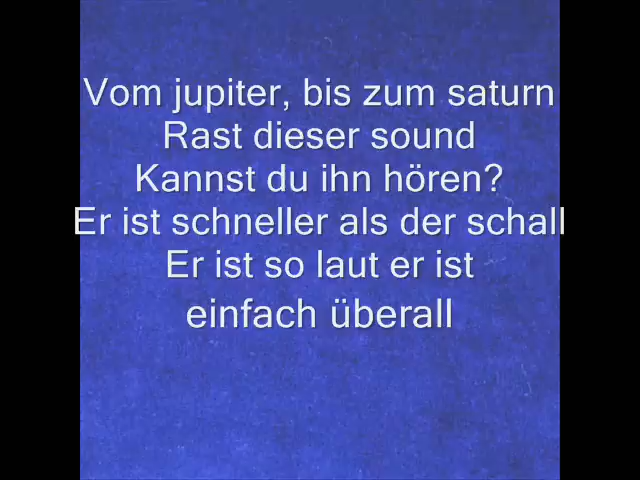 Vom jupiter, bis zum saturn
Rast dieser sound
Kannst du ihn hören?
Er ist schneller als der schall
Er ist so laut er ist
einfach überall